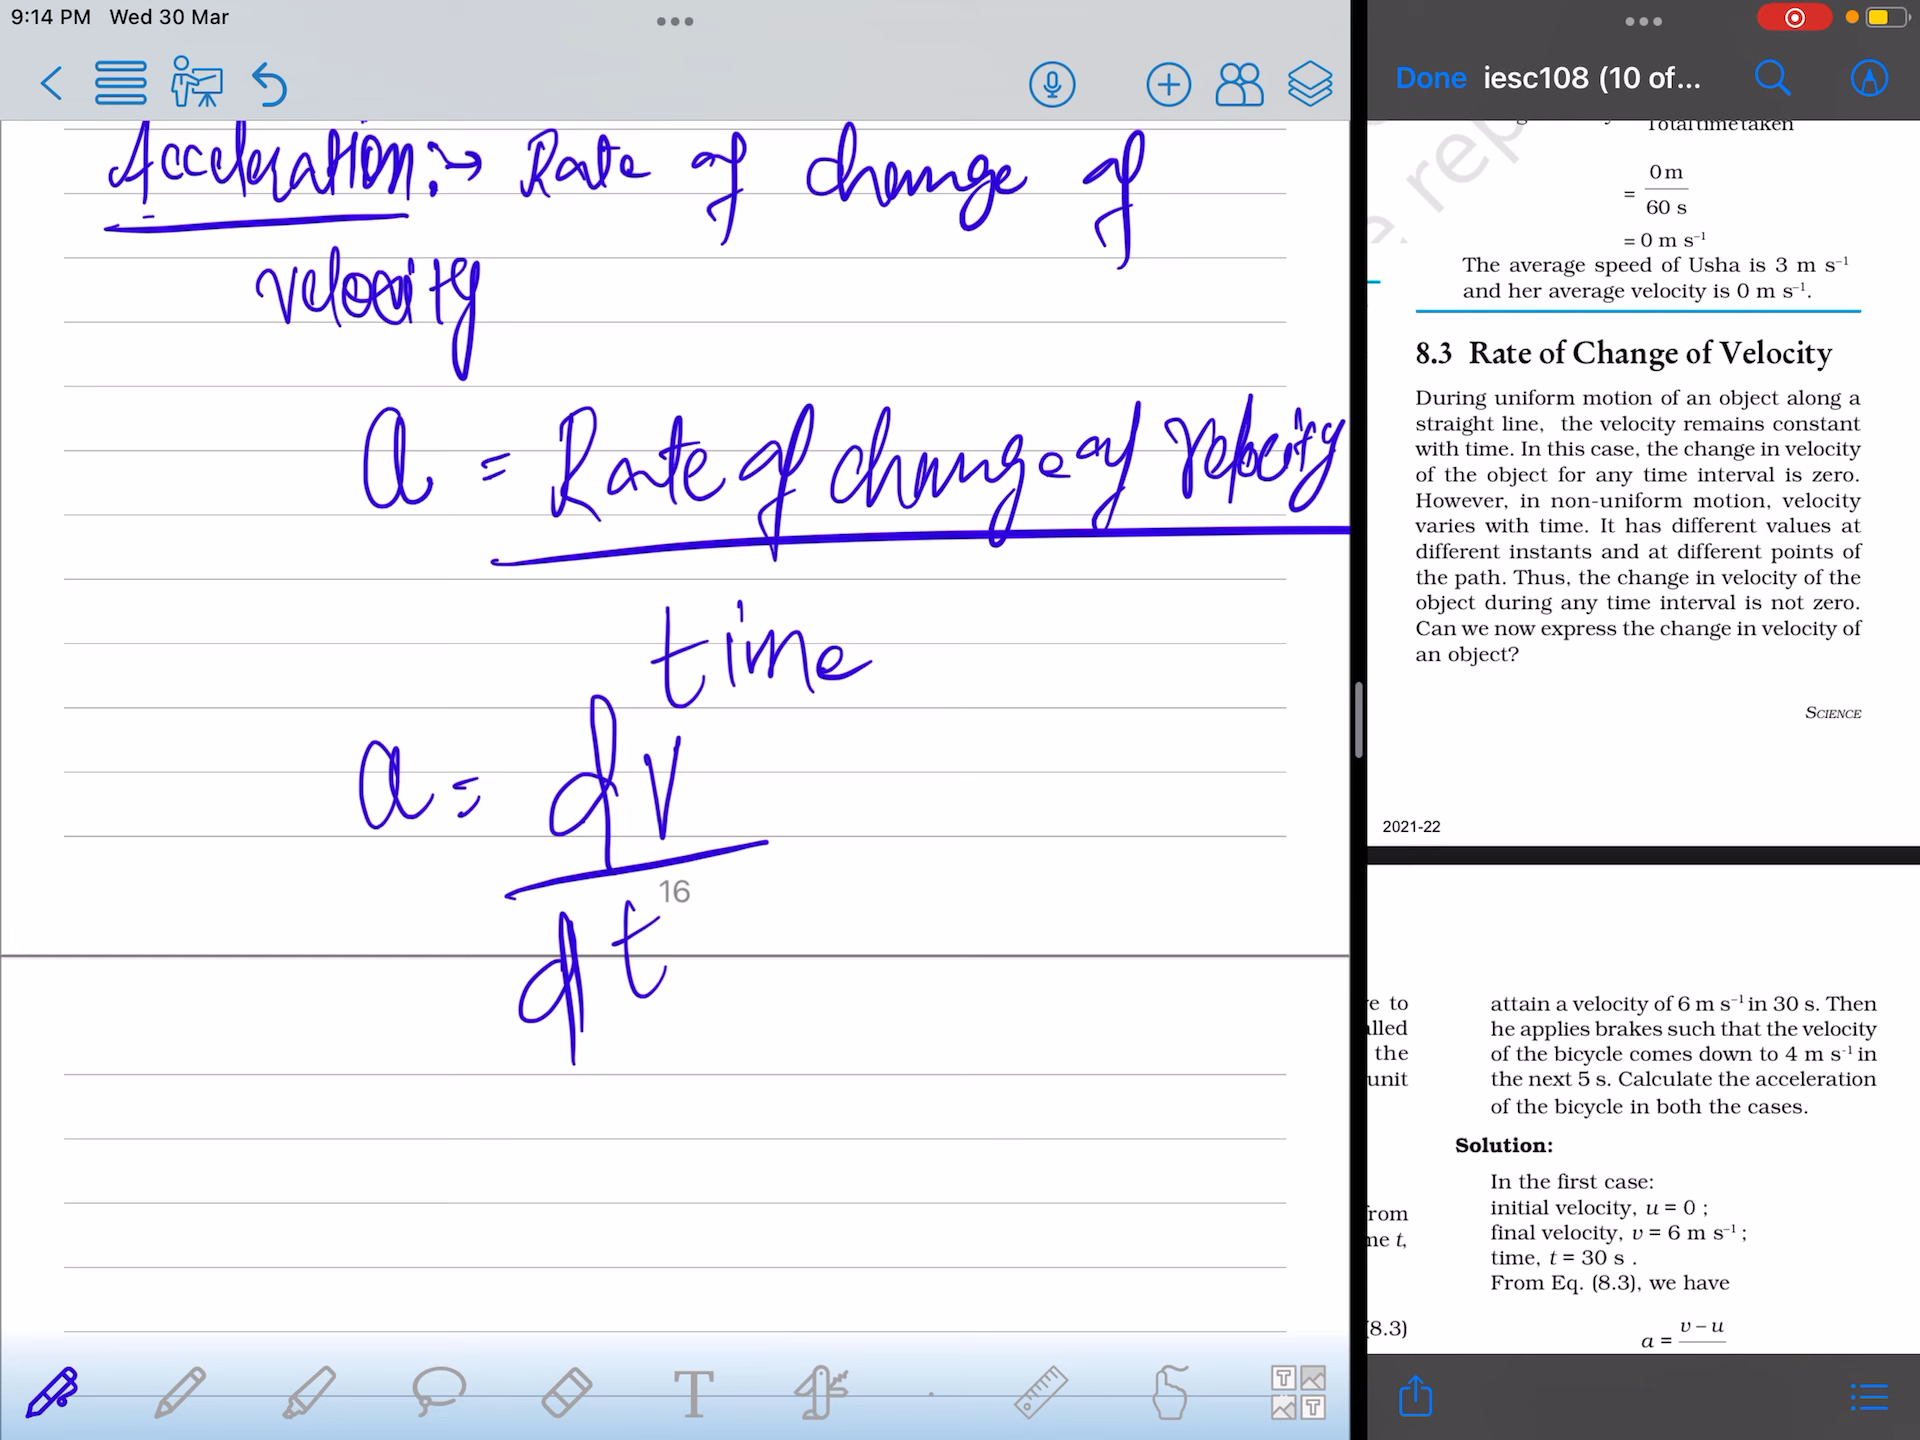 9:14 PM Wed 30 Mar
Acceleration :→ Rate of change of
velocity
a = Rate of change of velocity
time
a = dv
16
dt
Done iesc108 (10 of...
Total time taken
rep
0 m
=
60 s
= 0 m s⁻¹
The average speed of Usha is 3 m s⁻¹
and her average velocity is 0 m s⁻¹.
8.3 Rate of Change of Velocity
During uniform motion of an object along a
straight line, the velocity remains constant
with time. In this case, the change in velocity
of the object for any time interval is zero.
However, in non-uniform motion, velocity
varies with time. It has different values at
different instants and at different points of
the path. Thus, the change in velocity of the
object during any time interval is not zero.
Can we now express the change in velocity of
an object?
SCIENCE
2021-22
e to
lled
the
unit
rom
ne t,
(8.3)
attain a velocity of 6 m s⁻¹ in 30 s. Then
he applies brakes such that the velocity
of the bicycle comes down to 4 m s⁻¹ in
the next 5 s. Calculate the acceleration
of the bicycle in both the cases.
Solution:
In the first case:
initial velocity, u = 0 ;
final velocity, v = 6 m s⁻¹ ;
time, t = 30 s .
From Eq. (8.3), we have
v – u
a =